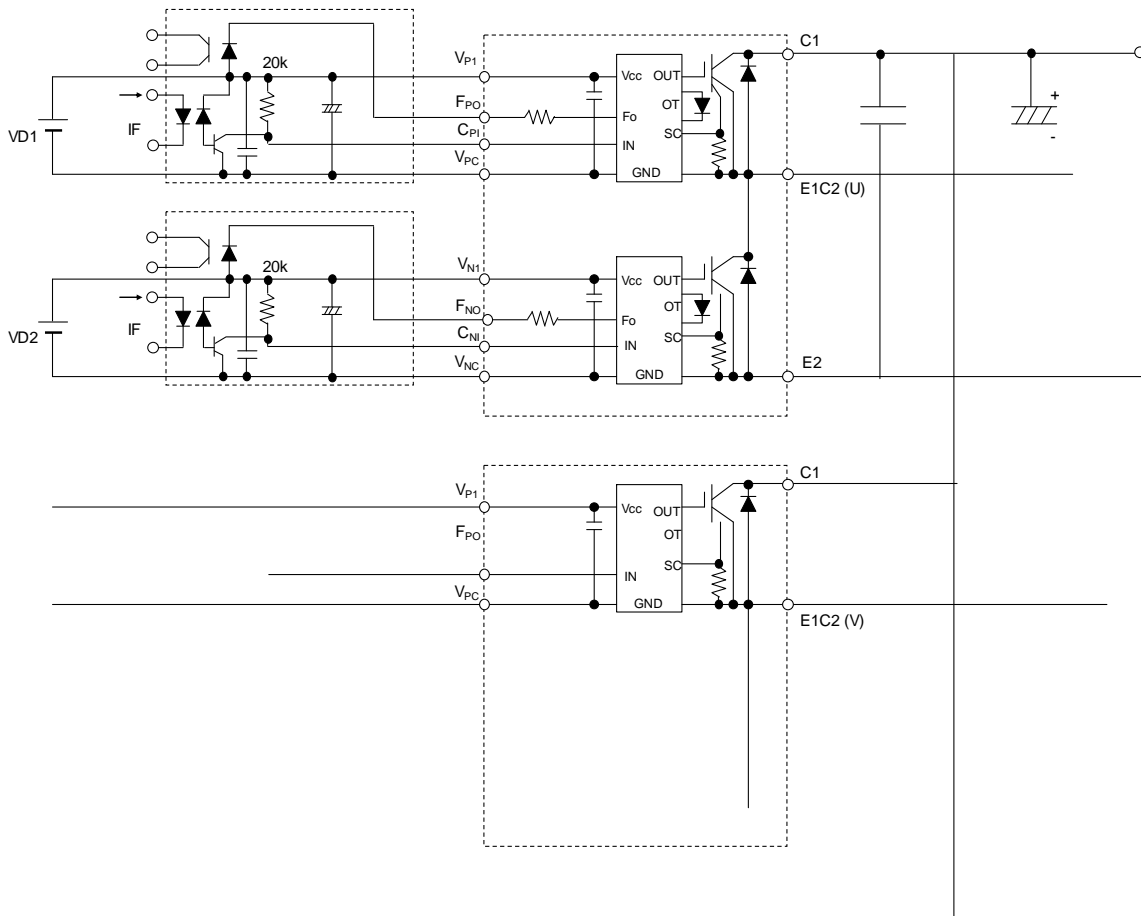 C1
20k
VP1
Vcc
OUT
+
FPO
OT
IF
Fo
VD1
CPI
SC
-
IN
VPC
GND
E1C2 (U)
20k
VN1
Vcc
OUT
OT
FNO
IF
Fo
VD2
CNI
SC
IN
VNC
GND
E2
C1
VP1
Vcc
OUT
FPO
OT
SC
IN
VPC
GND
E1C2 (V)